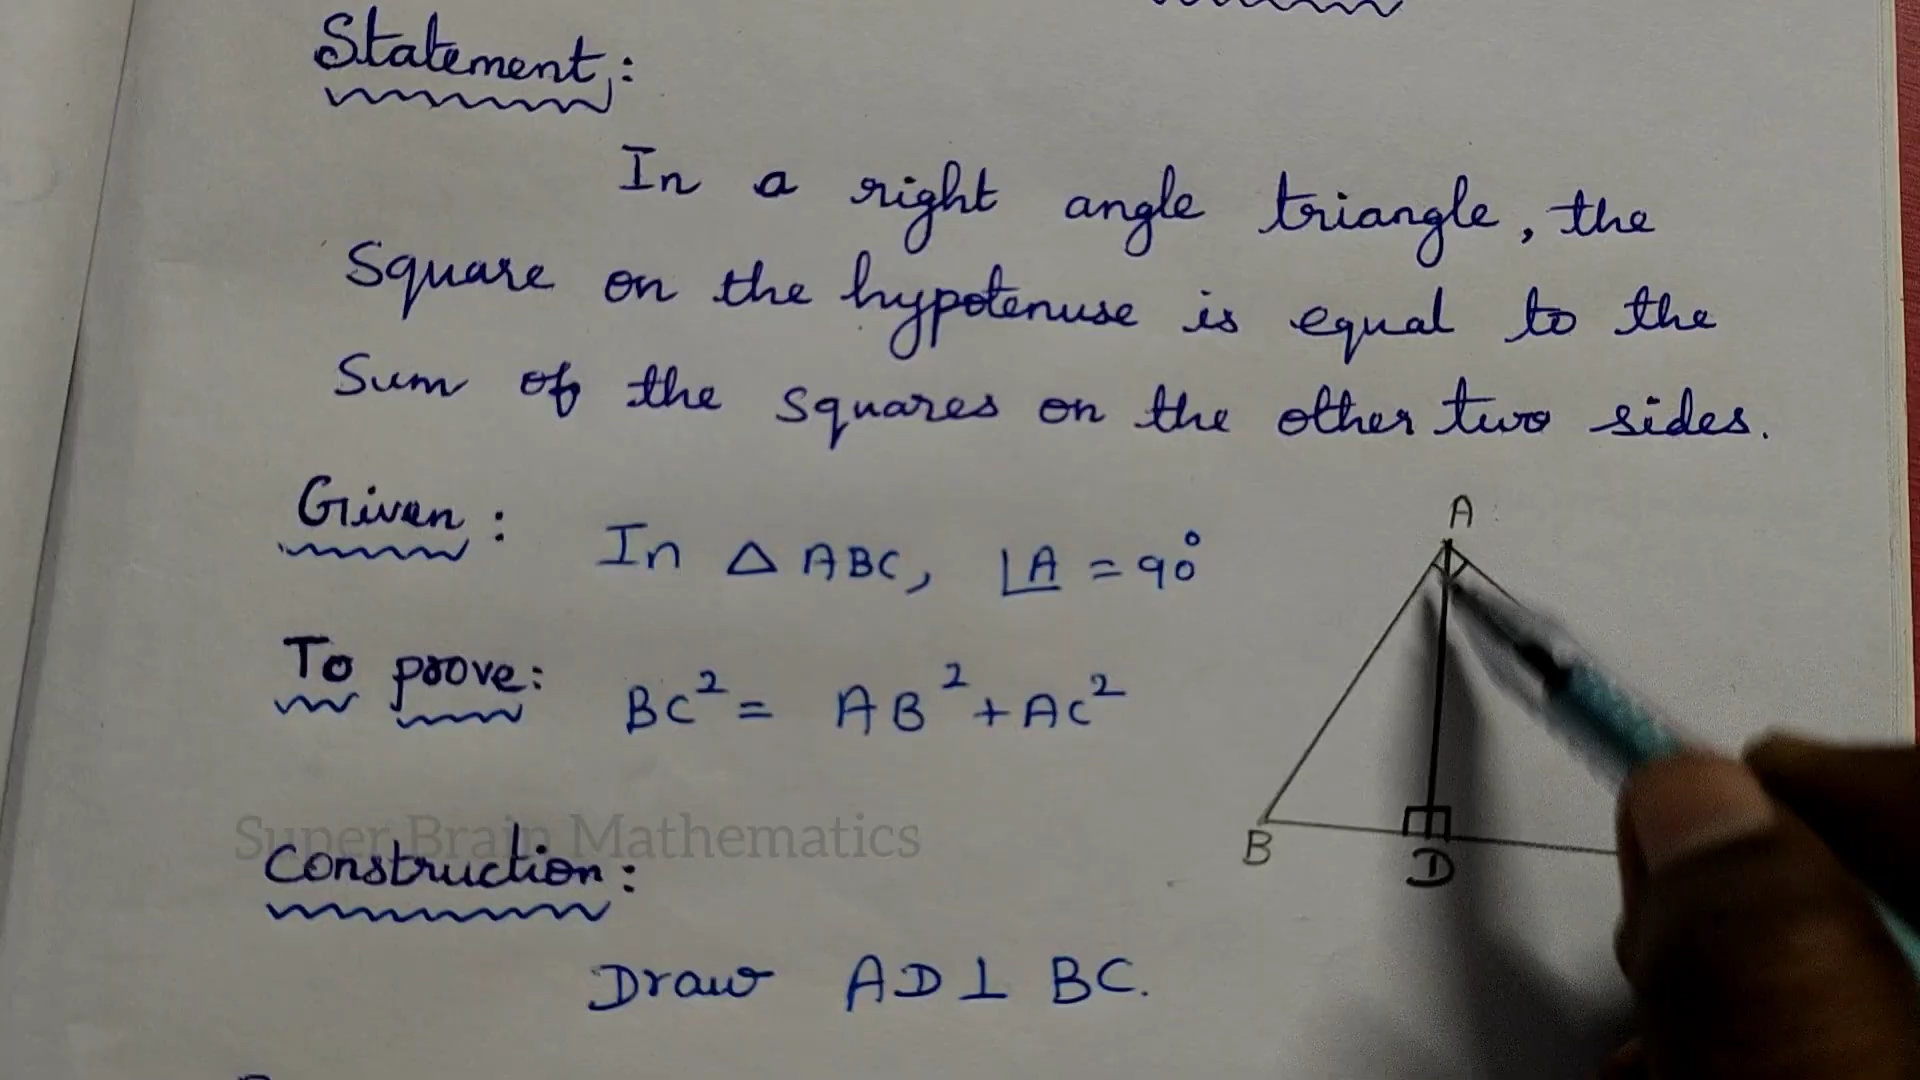 Statement:
In a right angle triangle, the
Square on the hypotenuse is equal to the
Sum of the squares on the other two sides.
Given: In △ ABC, ∠A = 90°
To prove: BC² = AB² + AC²
Super Brain Mathematics
Construction:
Draw AD ⊥ BC.
A
B
D